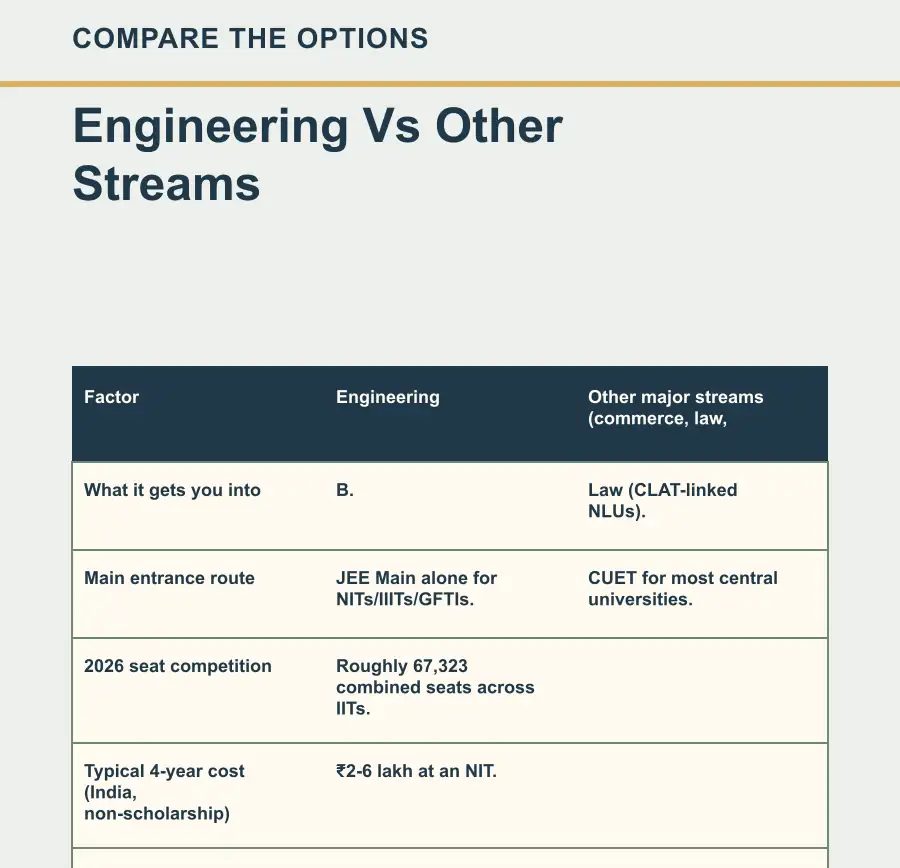 COMPARE THE OPTIONS
Engineering Vs Other
Streams
Factor
Engineering
Other major streams
(commerce, law,
What it gets you into
B.
Law (CLAT-linked
NLUs).
Main entrance route
JEE Main alone for
NITs/IIITs/GFTIs.
CUET for most central
universities.
2026 seat competition
Roughly 67,323
combined seats across
IITs.
Typical 4-year cost
(India,
non-scholarship)
₹2-6 lakh at an NIT.